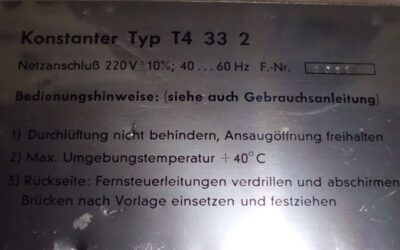 Konstanter Typ T4 33 2
Netzanschluß 220 V ±10%; 40 ... 60 Hz F.-Nr.
Bedienungshinweise: (siehe auch Gebrauchsanleitung)
1) Durchlüftung nicht behindern, Ansaugöffnung freihalten
2) Max. Umgebungstemperatur +40°C
3) Rückseite: Fernsteuerleitungen verdrillen und abschirmen
Brücken nach Vorlage einsetzen und festziehen